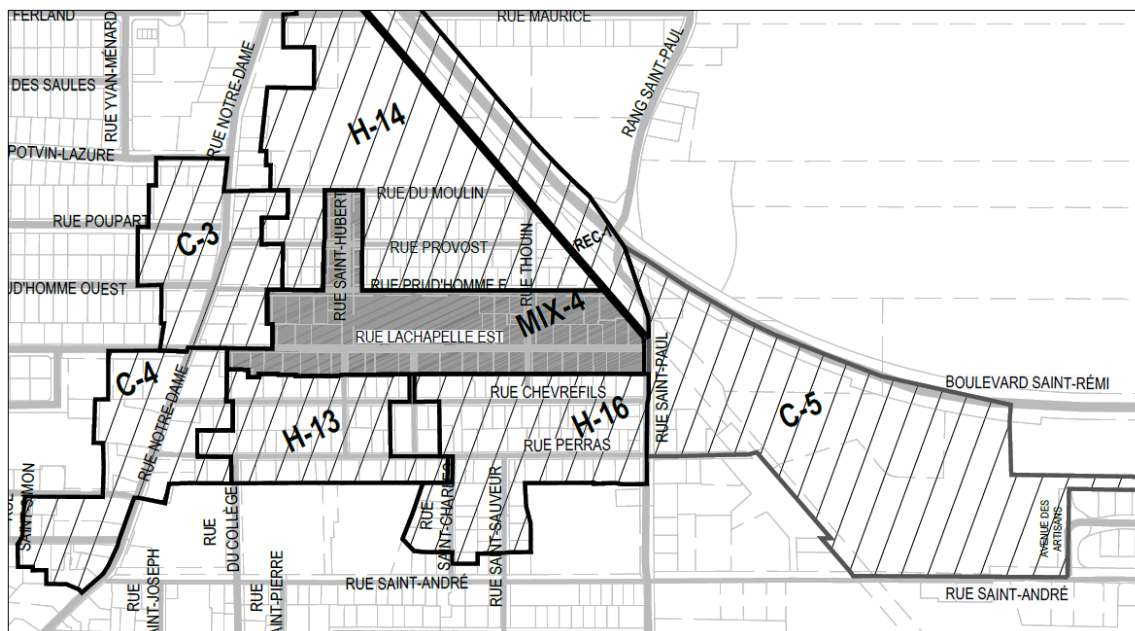 FERLAND
RUE MAURICE
RUE YVAN-MÉNARD
DES SAULES
RUE NOTRE-DAME
RANG SAINT-PAUL
H-14
POTVIN-LAZURE
RUE DU MOULIN
RUE SAINT-HUBERT
RUE POUPART
C-3
RUE PROVOST
RUE THOUIN
REC-1
UD'HOMME OUEST
RUE PRUD'HOMME E
MIX-4
RUE LACHAPELLE EST
C-4
RUE NOTRE-DAME
RUE CHEVREFILS
RUE SAINT-PAUL
BOULEVARD SAINT-RÉMI
H-13
H-16
C-5
RUE PERRAS
SAINT-SIMON
RUE
DU COLLÈGE
RUE
SAINT-CHARLES
RUE SAINT-SAUVEUR
AVENUE DES
ARTISANS
RUE
AINT-JOSEPH
RUE
AINT-PIERRE
RUE SAINT-ANDRÉ
RUE SAINT-ANDRÉ